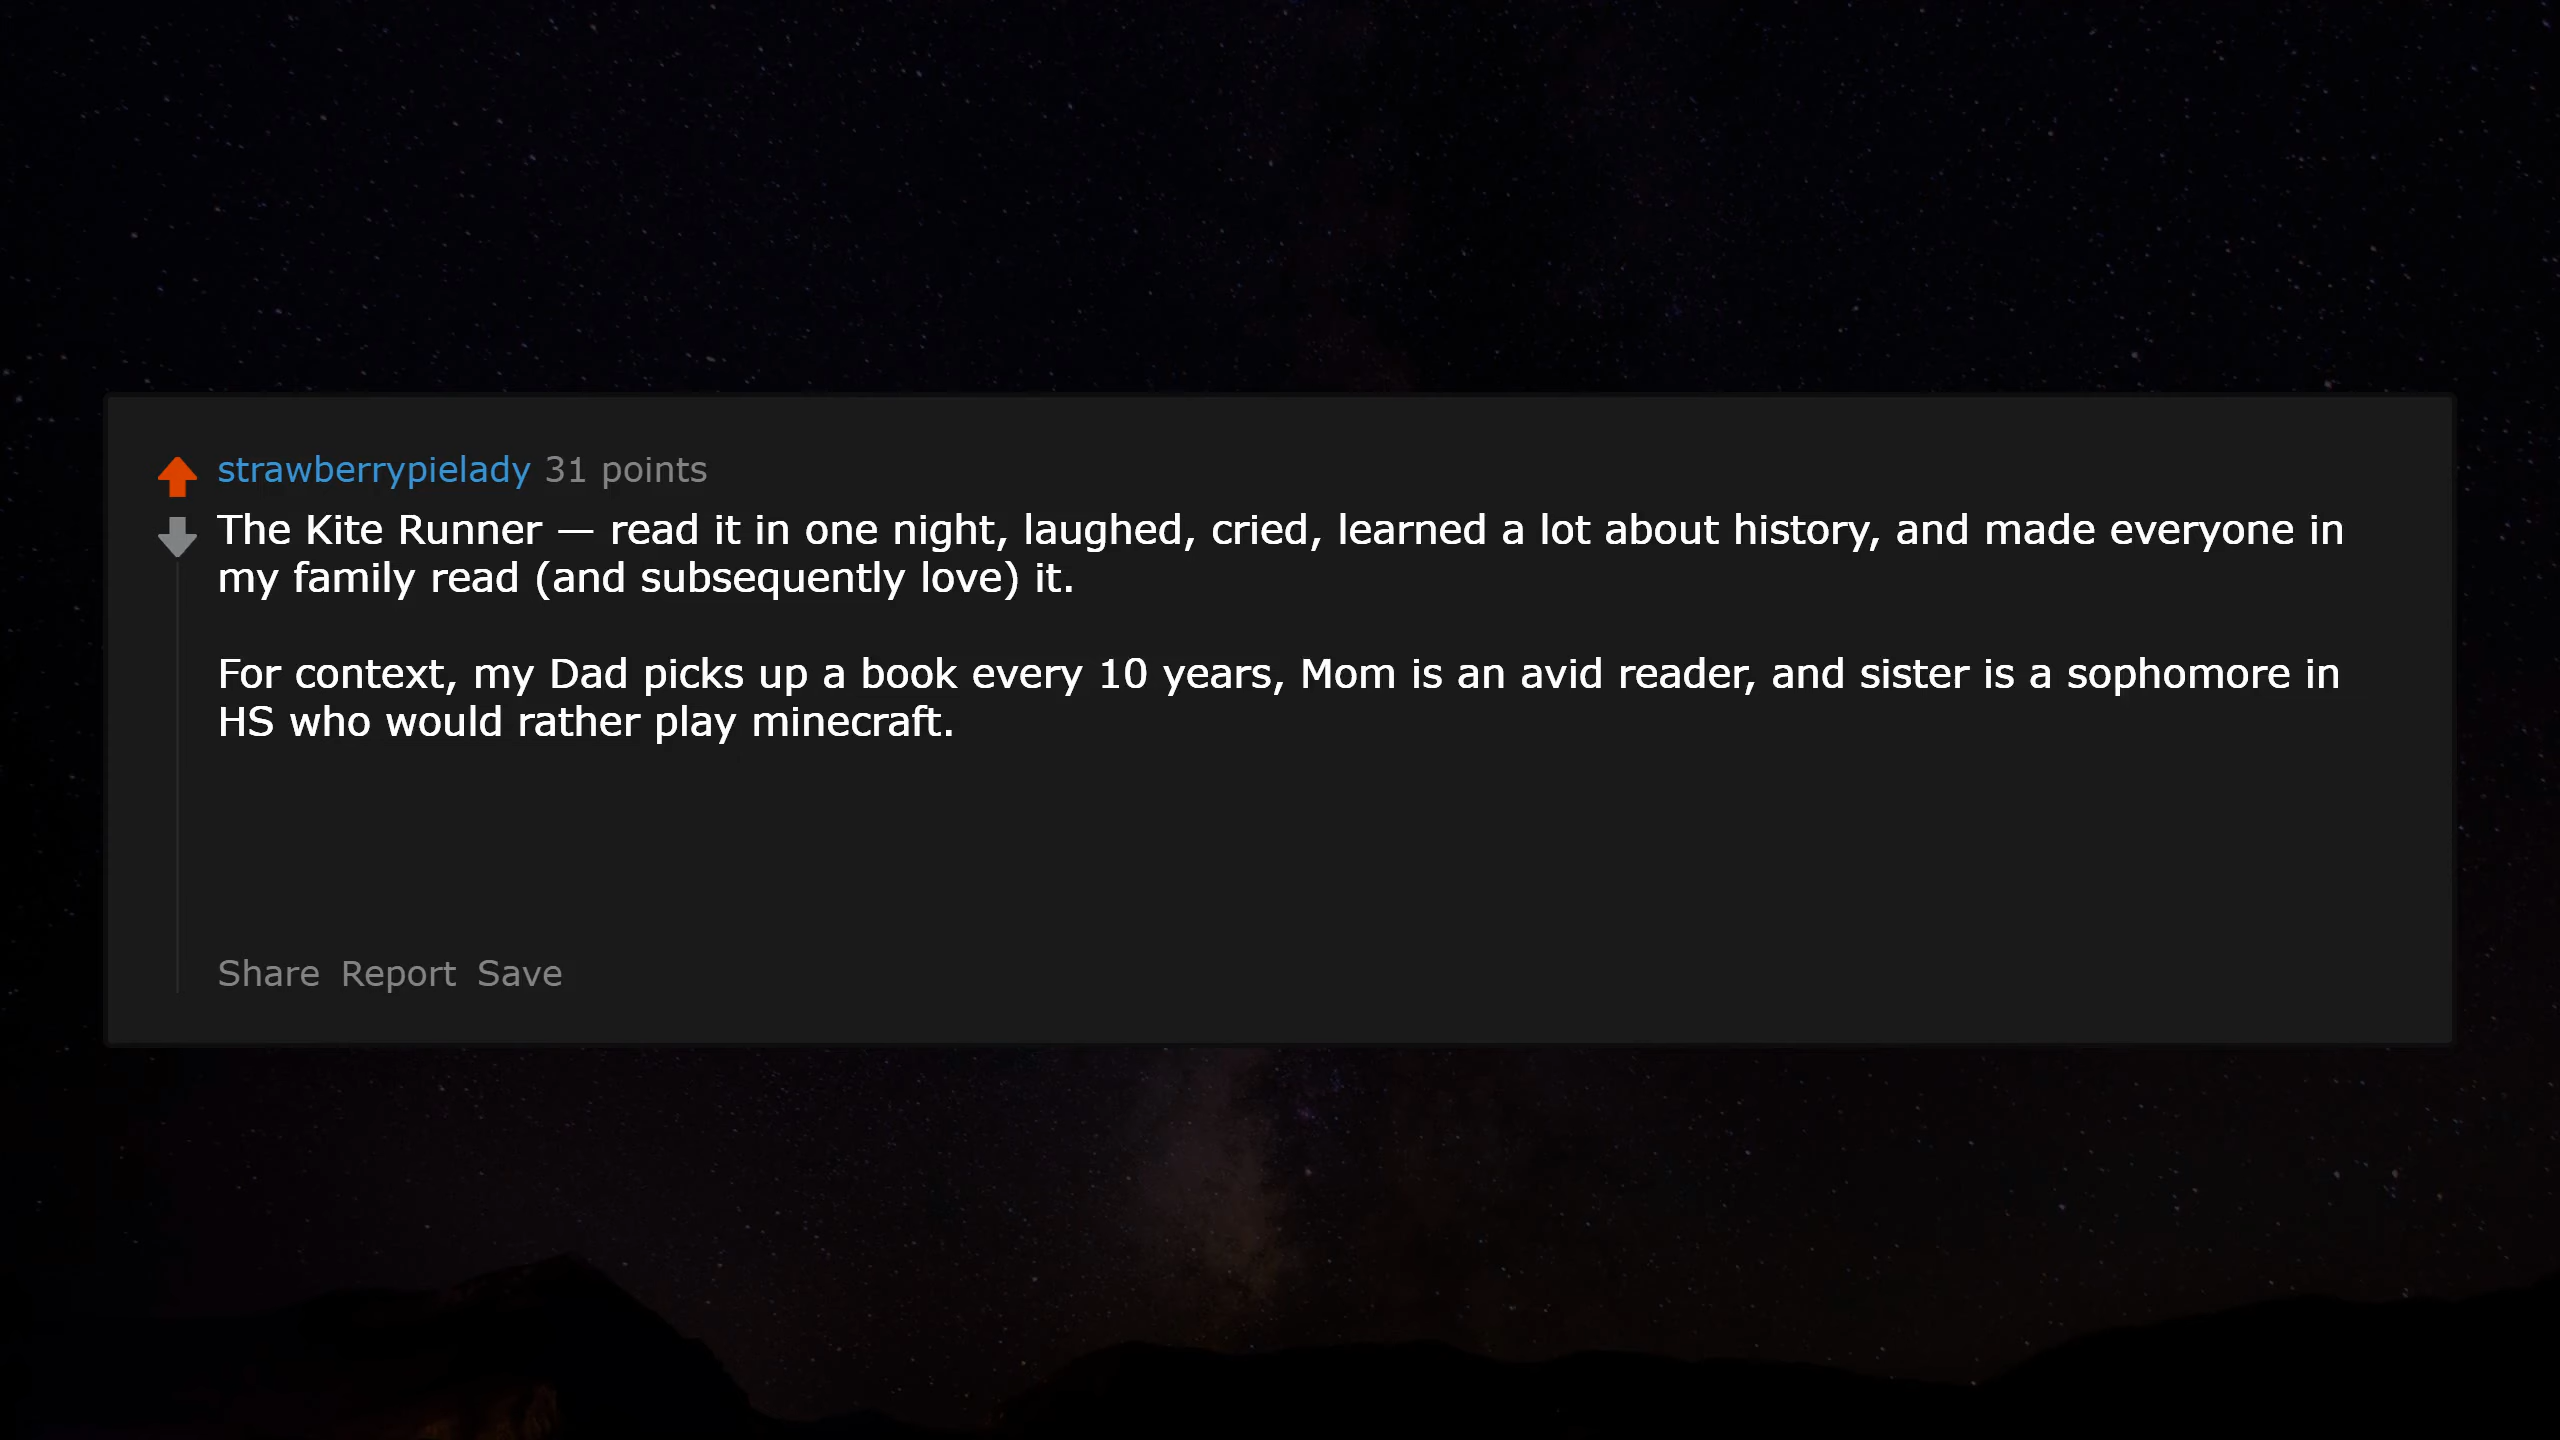 strawberrypielady 31 points
The Kite Runner — read it in one night, laughed, cried, learned a lot about history, and made everyone in
my family read (and subsequently love) it.
For context, my Dad picks up a book every 10 years, Mom is an avid reader, and sister is a sophomore in
HS who would rather play minecraft.
Share Report Save